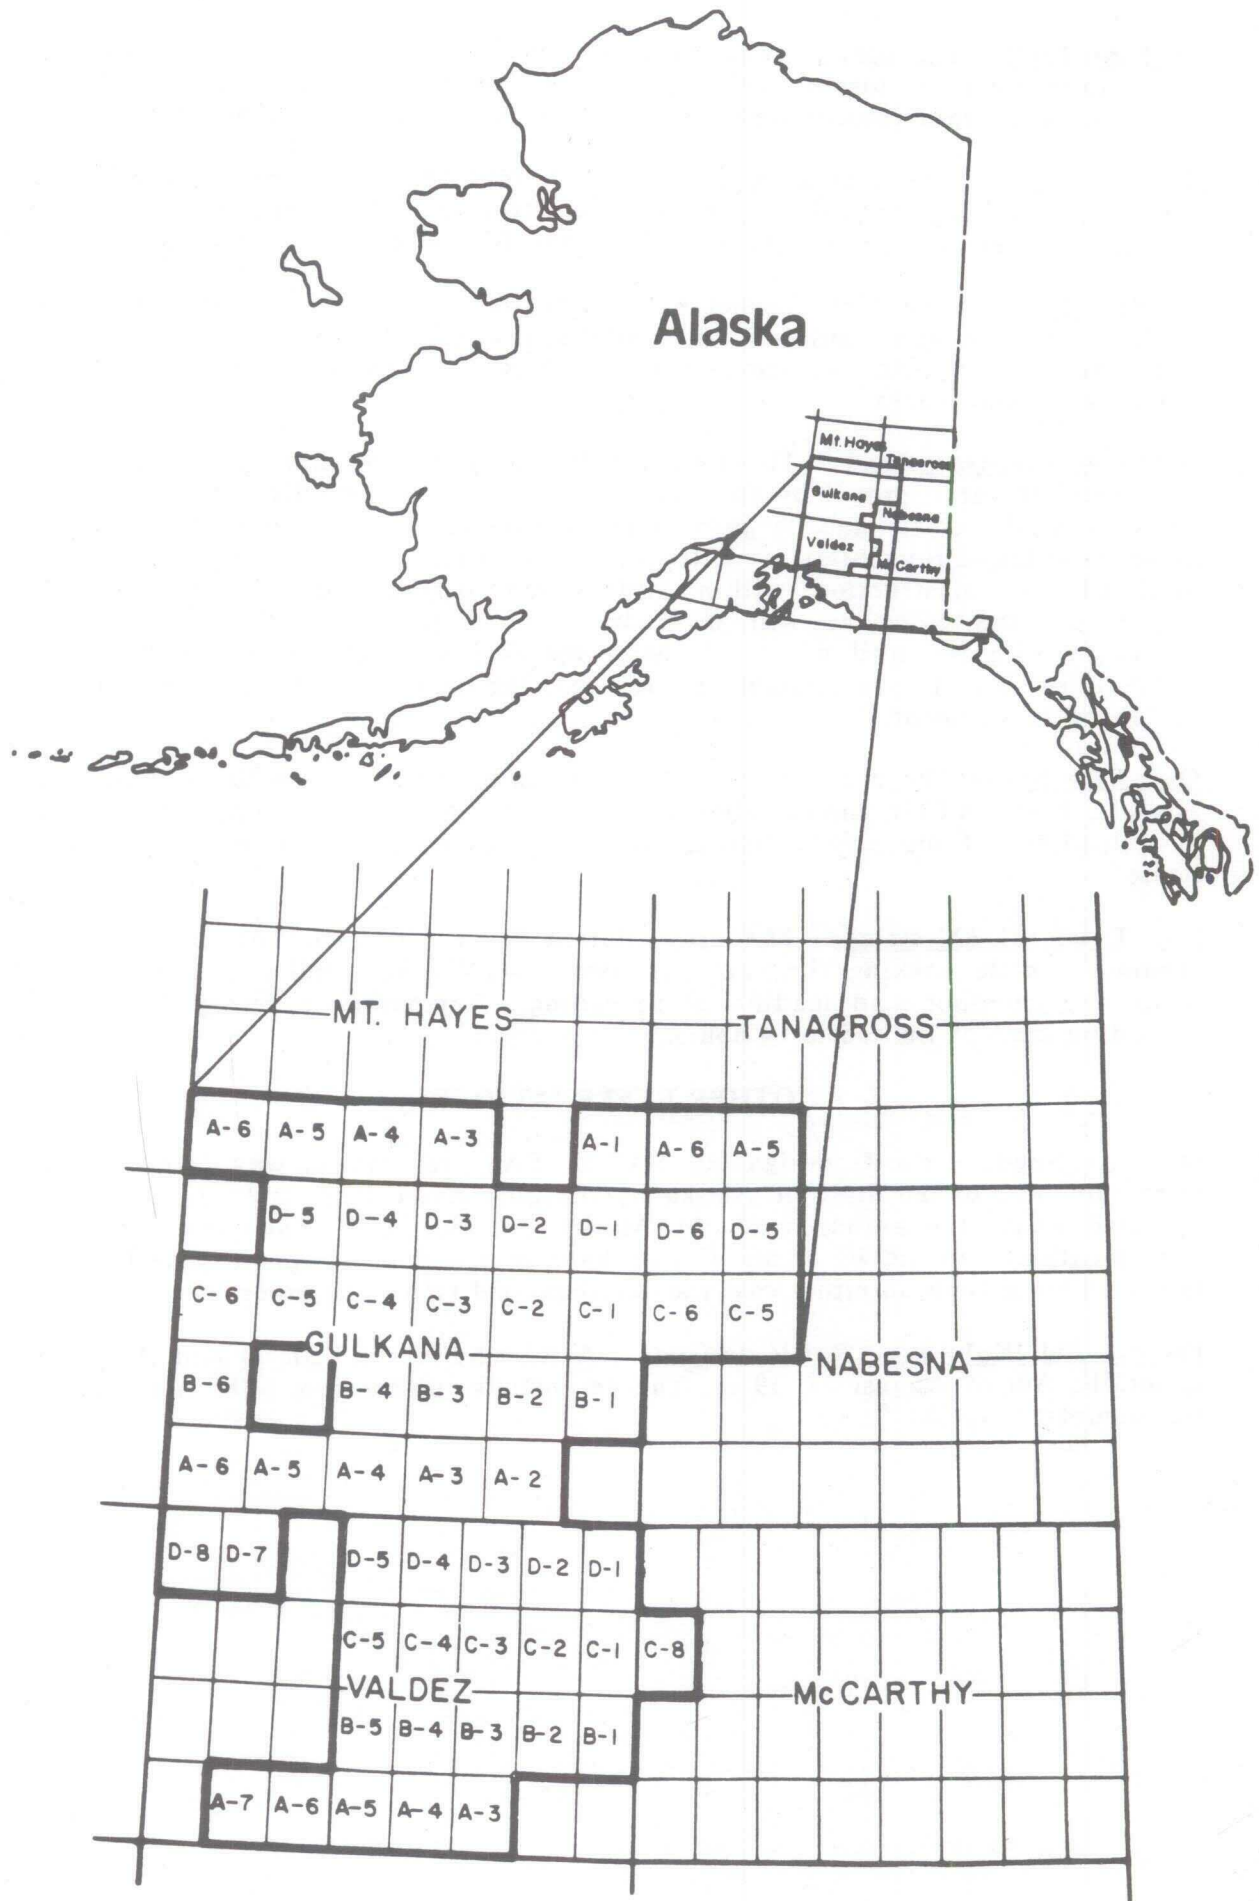 Alaska
Mt. Hayes
Tanacross
Gulkana
Nabesna
Valdez
McCarthy
MT. HAYES
TANACROSS
A-6 A-5 A-4 A-3 A-1 A-6 A-5
D-5 D-4 D-3 D-2 D-1 D-6 D-5
C-6 C-5 C-4 C-3 C-2 C-1 C-6 C-5
GULKANA
NABESNA
B-6 B-4 B-3 B-2 B-1
A-6 A-5 A-4 A-3 A-2
D-8 D-7 D-5 D-4 D-3 D-2 D-1
C-5 C-4 C-3 C-2 C-1 C-8
VALDEZ
McCARTHY
B-5 B-4 B-3 B-2 B-1
A-7 A-6 A-5 A-4 A-3